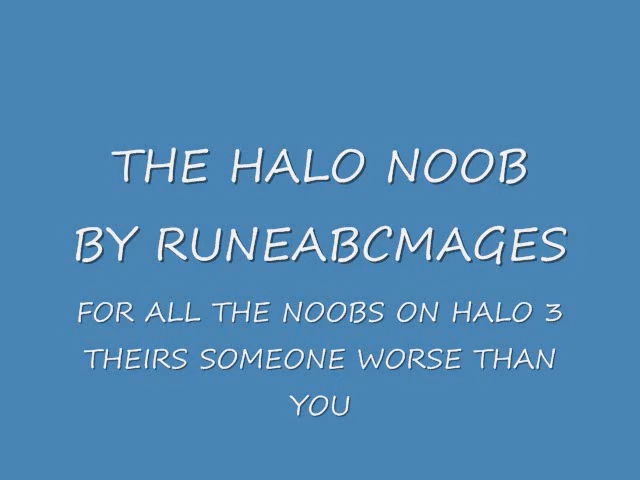 THE HALO NOOB
BY RUNEABCMAGES
FOR ALL THE NOOBS ON HALO 3
THEIRS SOMEONE WORSE THAN
YOU